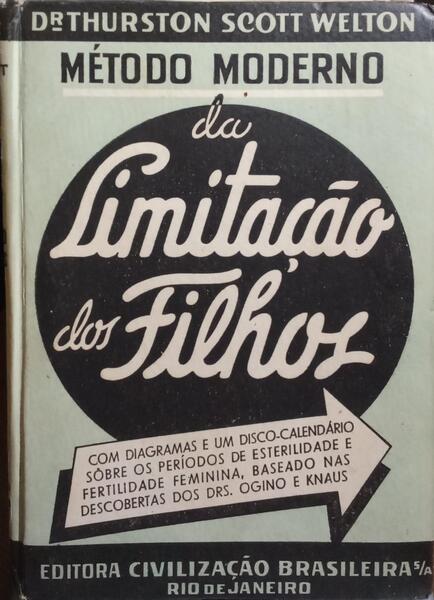 DR THURSTON SCOTT WELTON
MÉTODO MODERNO
da
Limitação
dos Filhos
COM DIAGRAMAS E UM DISCO-CALENDÁRIO
SÔBRE OS PERÍODOS DE ESTERILIDADE E
FERTILIDADE FEMININA, BASEADO NAS
DESCOBERTAS DOS DRS. OGINO E KNAUS
EDITORA CIVILIZAÇÃO BRASILEIRA S/A
RIO DE JANEIRO